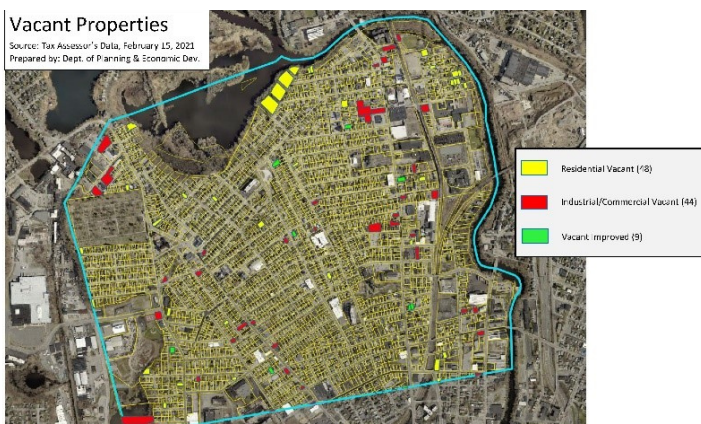 Vacant Properties
Source: Tax Assessor's Data, February 15, 2021
Prepared by: Dept. of Planning & Economic Dev.
Residential Vacant (48)
Industrial/Commercial Vacant (44)
Vacant Improved (9)